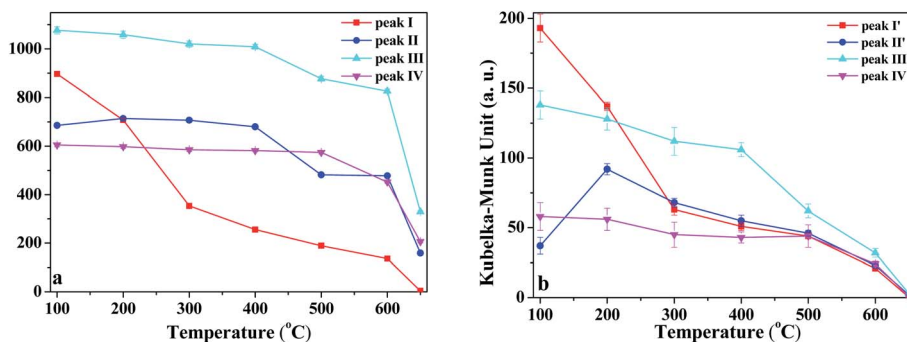 peak I
peak II
peak III
peak IV
1000
800
600
400
200
0
a
100 200 300 400 500 600
Temperature (°C)
Kubelka-Munk Unit (a. u.)
peak I'
peak II'
peak III
peak IV
200
150
100
50
0
b
100 200 300 400 500 600
Temperature (°C)